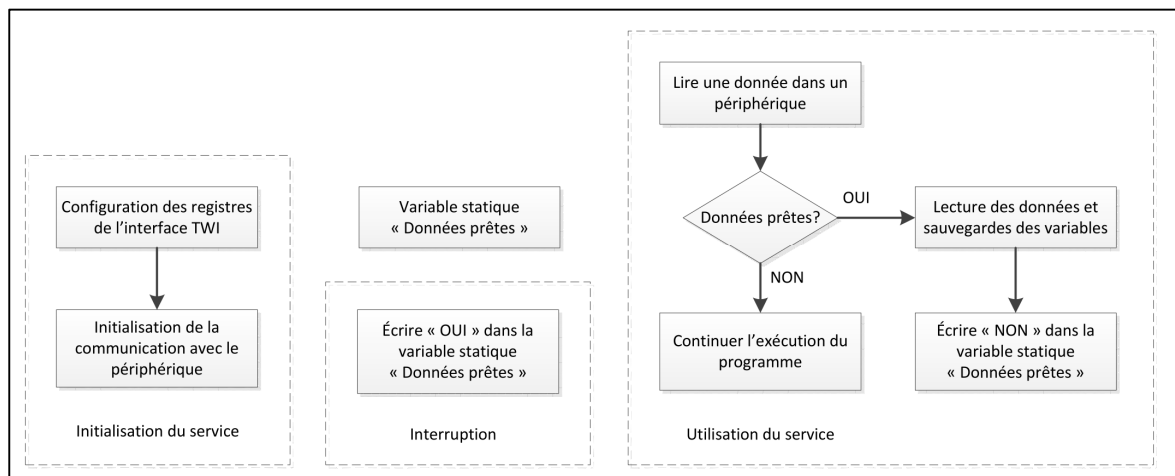 Configuration des registres
de l’interface TWI
Initialisation de la
communication avec le
périphérique
Initialisation du service
Variable statique
« Données prêtes »
Écrire « OUI » dans la
variable statique
« Données prêtes »
Interruption
Lire une donnée dans un
périphérique
Données prêtes?
OUI
NON
Lecture des données et
sauvegardes des variables
Continuer l’exécution du
programme
Écrire « NON » dans la
variable statique
« Données prêtes »
Utilisation du service